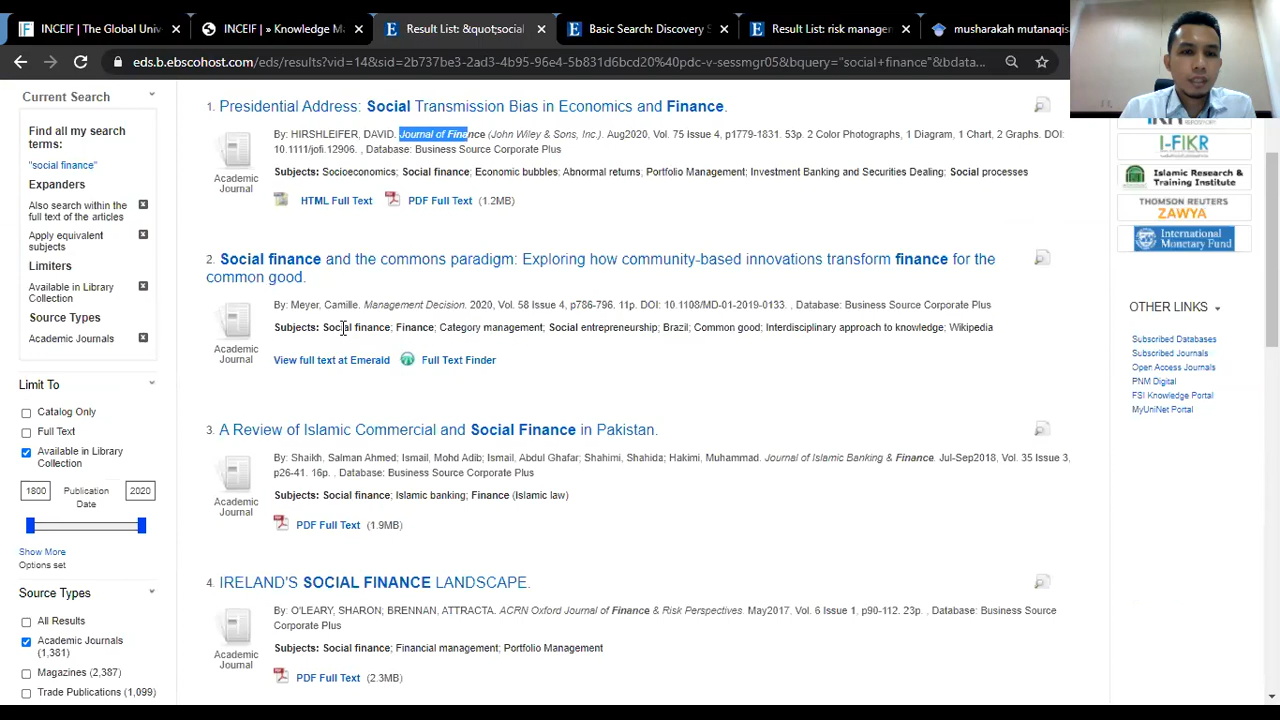 INCEIF | The Global Univ
INCEIF | » Knowledge M
Result List: &quot;social
Basic Search: Discovery S
Result List: risk manager
musharakah mutanaqis
eds.b.ebscohost.com/eds/results?vid=14&sid=2b737be3-2ad3-4b95-96e4-5b831d6bcd20%40pdc-v-sessmgr05&bquery="social+finance"&bdata...
Current Search
Find all my search
terms:
"social finance"
Expanders
Also search within the
full text of the articles
Apply equivalent
subjects
Limiters
Available in Library
Collection
Source Types
Academic Journals
Limit To
Catalog Only
Full Text
Available in Library
Collection
1800
Publication
Date
2020
Show More
Options set
Source Types
All Results
Academic Journals
(1,381)
Magazines (2,387)
Trade Publications (1,099)
1. Presidential Address: Social Transmission Bias in Economics and Finance.
By: HIRSHLEIFER, DAVID. Journal of Finance (John Wiley & Sons, Inc.). Aug2020, Vol. 75 Issue 4, p1779-1831. 53p. 2 Color Photographs, 1 Diagram, 1 Chart, 2 Graphs. DOI:
10.1111/jofi.12906. , Database: Business Source Corporate Plus
Academic
Journal
Subjects: Socioeconomics; Social finance; Economic bubbles; Abnormal returns; Portfolio Management; Investment Banking and Securities Dealing; Social processes
HTML Full Text
PDF Full Text (1.2MB)
2. Social finance and the commons paradigm: Exploring how community-based innovations transform finance for the
common good.
By: Meyer, Camille. Management Decision. 2020, Vol. 58 Issue 4, p786-796. 11p. DOI: 10.1108/MD-01-2019-0133. , Database: Business Source Corporate Plus
Subjects: Social finance; Finance; Category management; Social entrepreneurship; Brazil; Common good; Interdisciplinary approach to knowledge; Wikipedia
Academic
Journal
View full text at Emerald
Full Text Finder
3. A Review of Islamic Commercial and Social Finance in Pakistan.
By: Shaikh, Salman Ahmed; Ismail, Mohd Adib; Ismail, Abdul Ghafar; Shahimi, Shahida; Hakimi, Muhammad. Journal of Islamic Banking & Finance. Jul-Sep2018, Vol. 35 Issue 3,
p26-41. 16p. , Database: Business Source Corporate Plus
Academic
Journal
Subjects: Social finance; Islamic banking; Finance (Islamic law)
PDF Full Text (1.9MB)
4. IRELAND'S SOCIAL FINANCE LANDSCAPE.
By: O'LEARY, SHARON; BRENNAN, ATTRACTA. ACRN Oxford Journal of Finance & Risk Perspectives. May2017, Vol. 6 Issue 1, p90-112. 23p. , Database: Business Source
Corporate Plus
Academic
Journal
Subjects: Social finance; Financial management; Portfolio Management
PDF Full Text (2.3MB)
I-FIKR
Islamic Research &
Training Institute
THOMSON REUTERS
ZAWYA
International
Monetary Fund
OTHER LINKS
Subscribed Databases
Subscribed Journals
Open Access Journals
PNM Digital
FSI Knowledge Portal
MyUniNet Portal